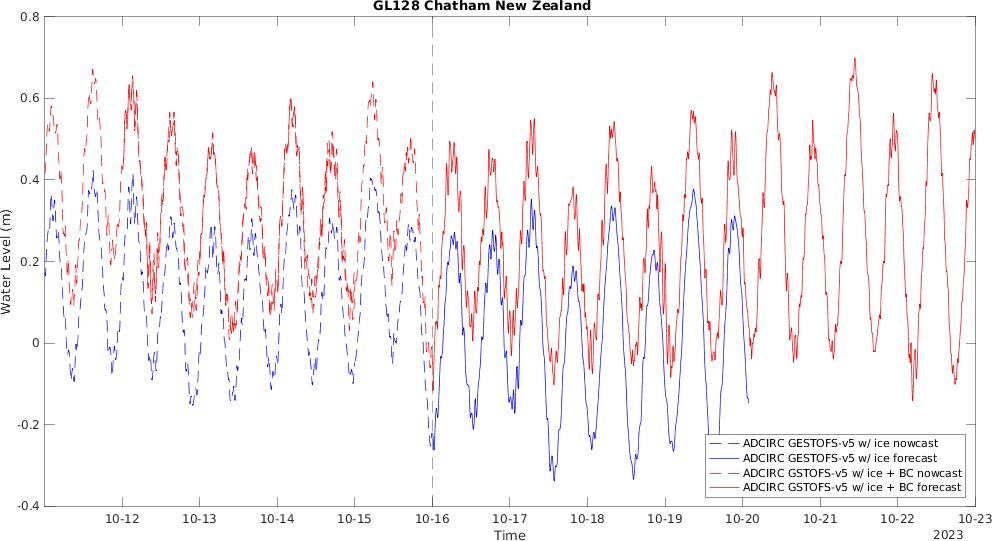 GL128 Chatham New Zealand
0.8
0.6
0.4
0.2
0
-0.2
-0.4
Water Level (m)
10-12
10-13
10-14
10-15
10-16
10-17
10-18
10-19
10-20
10-21
10-22
10-23
Time
2023
ADCIRC GESTOFS-v5 w/ ice nowcast
ADCIRC GESTOFS-v5 w/ ice forecast
ADCIRC GSTOFS-v5 w/ ice + BC nowcast
ADCIRC GSTOFS-v5 w/ ice + BC forecast